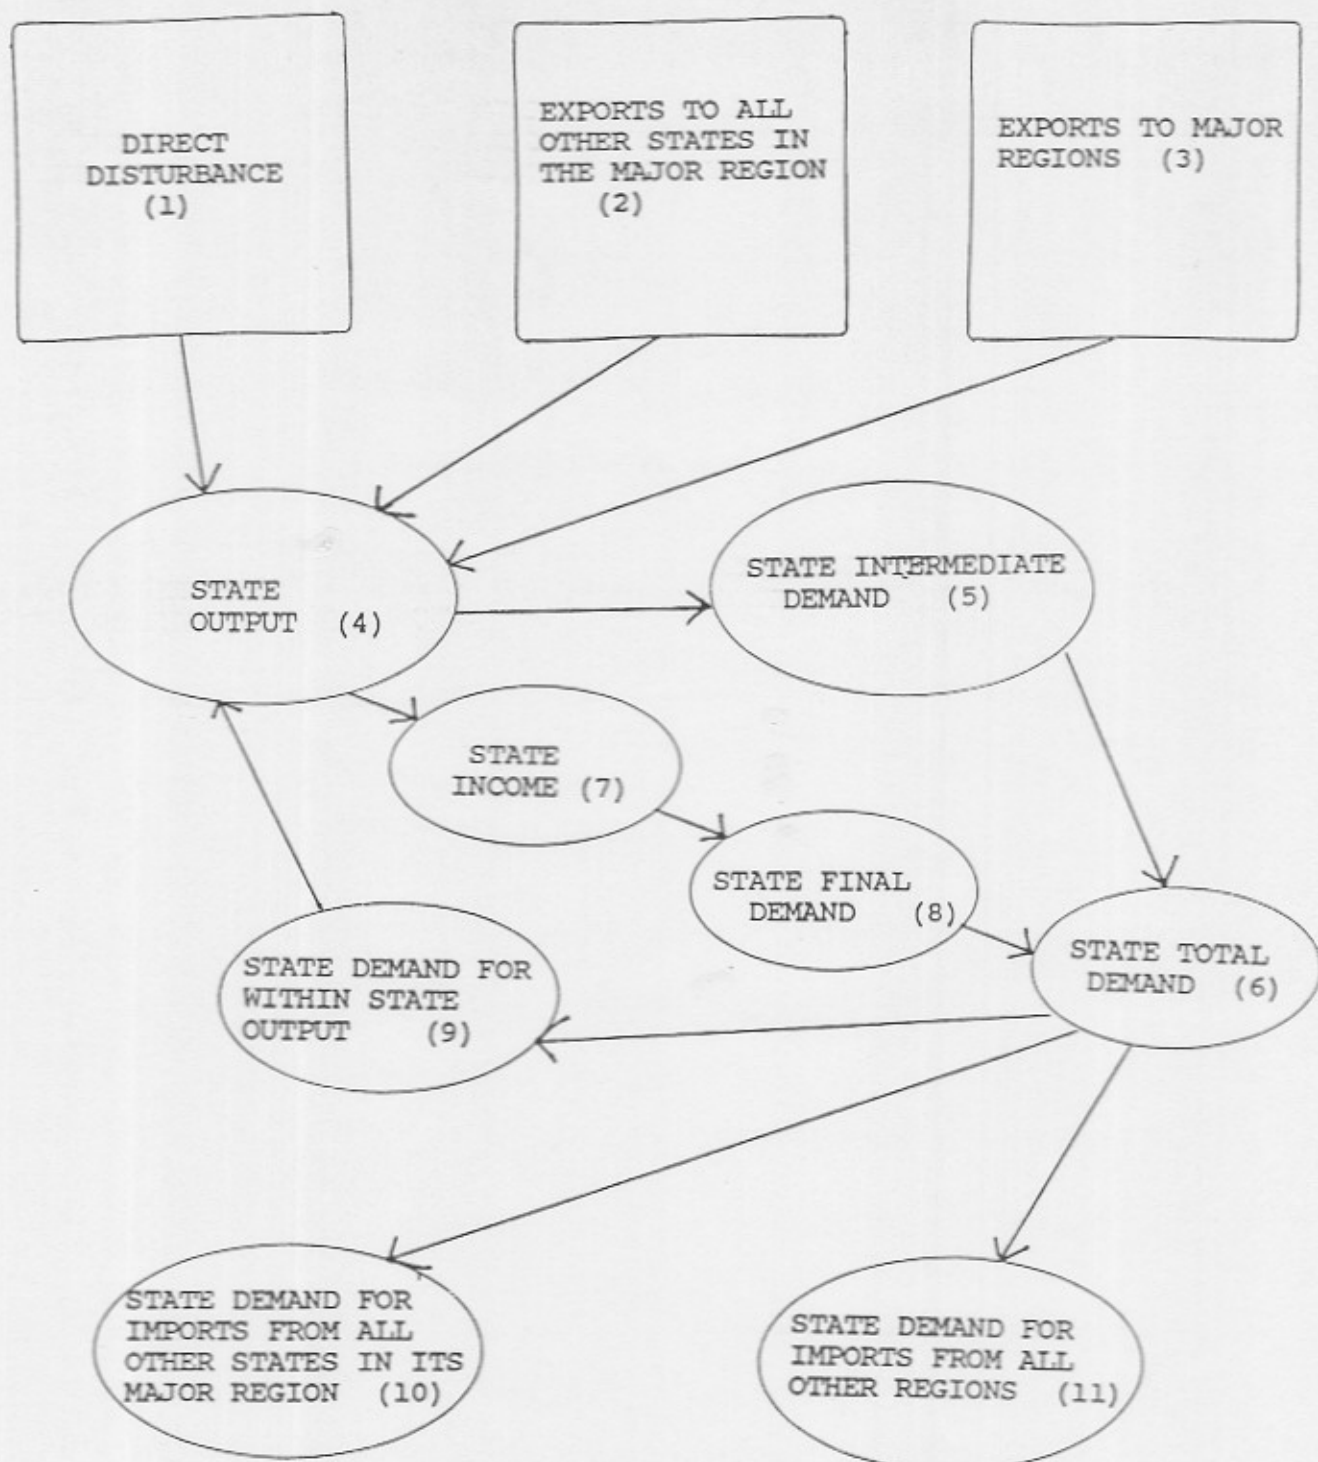 DIRECT
DISTURBANCE
(1)
EXPORTS TO ALL
OTHER STATES IN
THE MAJOR REGION
(2)
EXPORTS TO MAJOR
REGIONS (3)
STATE
OUTPUT (4)
STATE INTERMEDIATE
DEMAND (5)
STATE
INCOME (7)
STATE FINAL
DEMAND (8)
STATE TOTAL
DEMAND (6)
STATE DEMAND FOR
WITHIN STATE
OUTPUT (9)
STATE DEMAND FOR
IMPORTS FROM ALL
OTHER STATES IN ITS
MAJOR REGION (10)
STATE DEMAND FOR
IMPORTS FROM ALL
OTHER REGIONS (11)